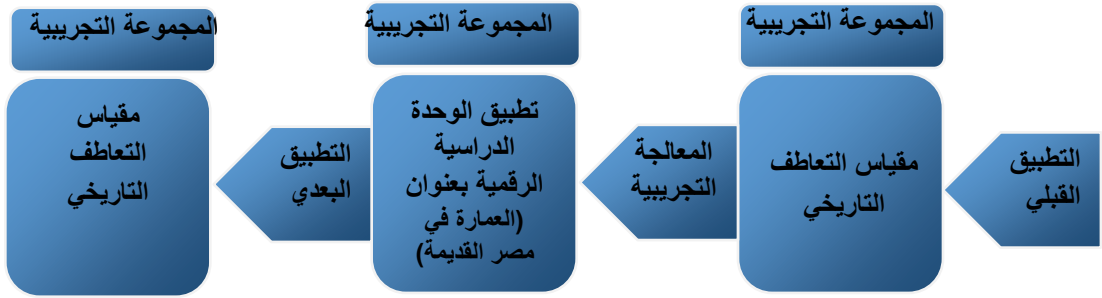 المجموعة التجريبية
التطبيق
القبلي
مقياس التعاطف
التاريخي
المجموعة التجريبية
المعالجة
التجريبية
تطبيق الوحدة
الدراسية
الرقمية بعنوان
(العمارة في
مصر القديمة)
المجموعة التجريبية
التطبيق
البعدي
مقياس
التعاطف
التاريخي